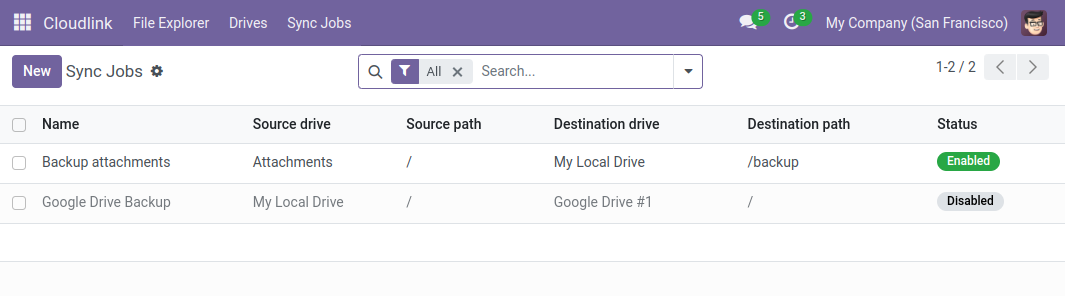 Cloudlink File Explorer Drives Sync Jobs 5 3 My Company (San Francisco)
New Sync Jobs All Search... 1-2 / 2
Name Source drive Source path Destination drive Destination path Status
Backup attachments Attachments / My Local Drive /backup Enabled
Google Drive Backup My Local Drive / Google Drive #1 / Disabled